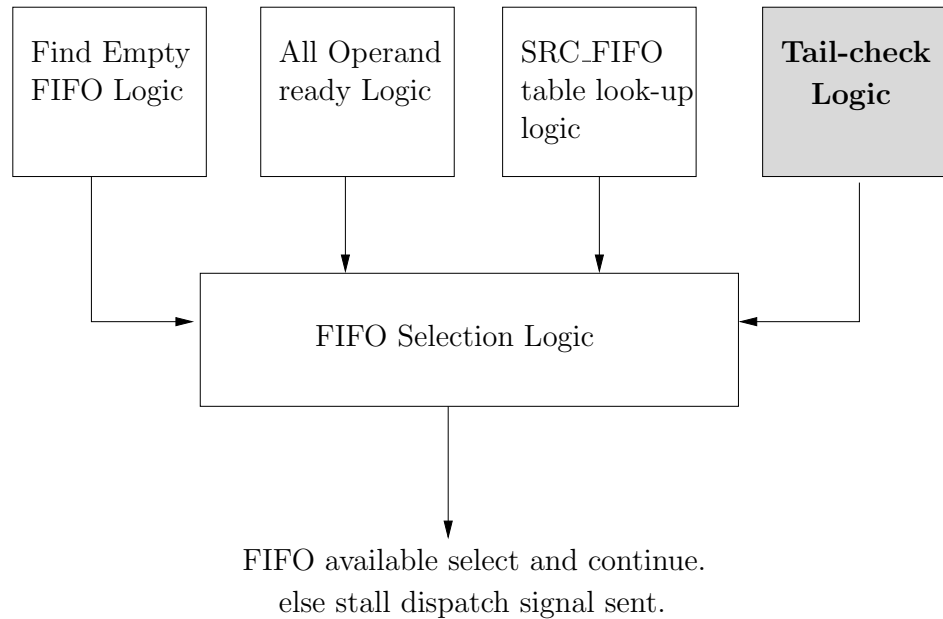 Find Empty
FIFO Logic
All Operand
ready Logic
SRC_FIFO
table look-up
logic
Tail-check
Logic
FIFO Selection Logic
FIFO available select and continue.
else stall dispatch signal sent.